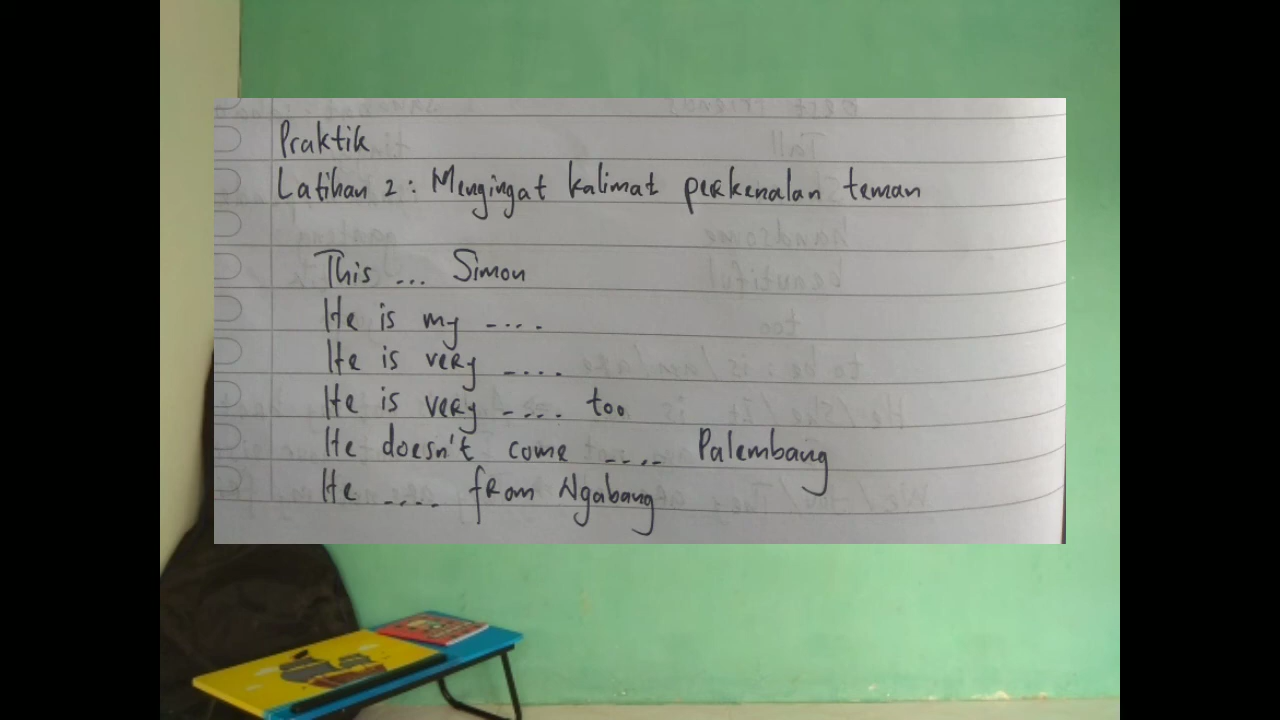 Praktik
Latihan 2: Mengingat kalimat perkenalan teman
This ... Simon
He is my ....
He is very ....
He is very .... too
He doesn't come .... Palembang
He .... from Ngabang